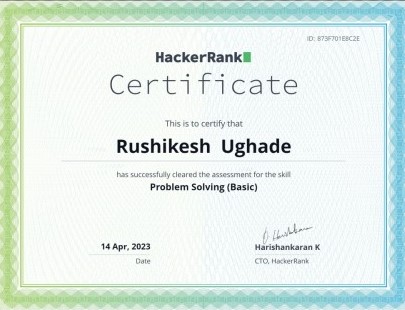 ID: 873F701E8C2E
HackerRank
Certificate
This is to certify that
Rushikesh Ughade
has successfully cleared the assessment for the skill
Problem Solving (Basic)
14 Apr, 2023
Date
Harishankaran K
CTO, HackerRank